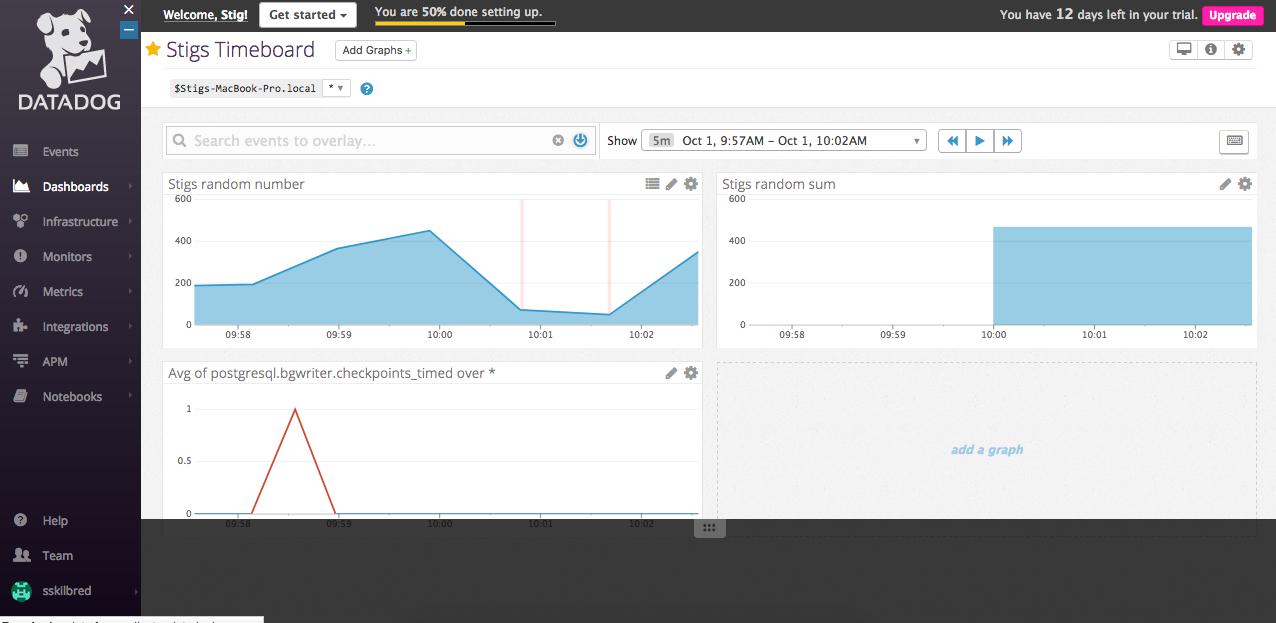 Welcome, Stig!
Get started
You are 50% done setting up.
You have 12 days left in your trial.
Upgrade
DATADOG
Events
Dashboards
Infrastructure
Monitors
Metrics
Integrations
APM
Notebooks
Help
Team
sskilbred
Stigs Timeboard
Add Graphs +
$Stigs-MacBook-Pro.local
*
?
Search events to overlay...
Show
5m Oct 1, 9:57AM – Oct 1, 10:02AM
Stigs random number
600
400
200
0
09:58 09:59 10:00 10:01 10:02
Stigs random sum
600
400
200
0
09:58 09:59 10:00 10:01 10:02
Avg of postgresql.bgwriter.checkpoints_timed over *
1
0.5
0
09:58 09:59 10:00 10:01 10:02
add a graph